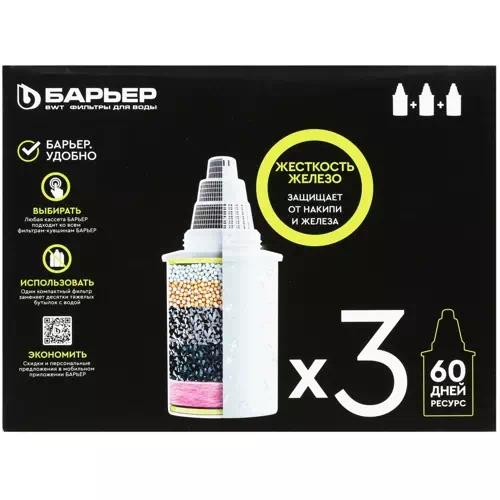 БАРЬЕР
BWT ФИЛЬТРЫ ДЛЯ ВОДЫ
+ +
БАРЬЕР.
УДОБНО
ВЫБИРАТЬ
Любая кассета БАРЬЕР
подходит ко всем
фильтрам-кувшинам БАРЬЕР
ИСПОЛЬЗОВАТЬ
Один компактный фильтр
заменяет десятки тяжелых
бутылок с водой
ЭКОНОМИТЬ
Скидки и персональные
предложения в мобильном
приложении БАРЬЕР
ЖЕСТКОСТЬ
ЖЕЛЕЗО
ЗАЩИЩАЕТ
ОТ НАКИПИ
И ЖЕЛЕЗА
x3
60
ДНЕЙ
РЕСУРС